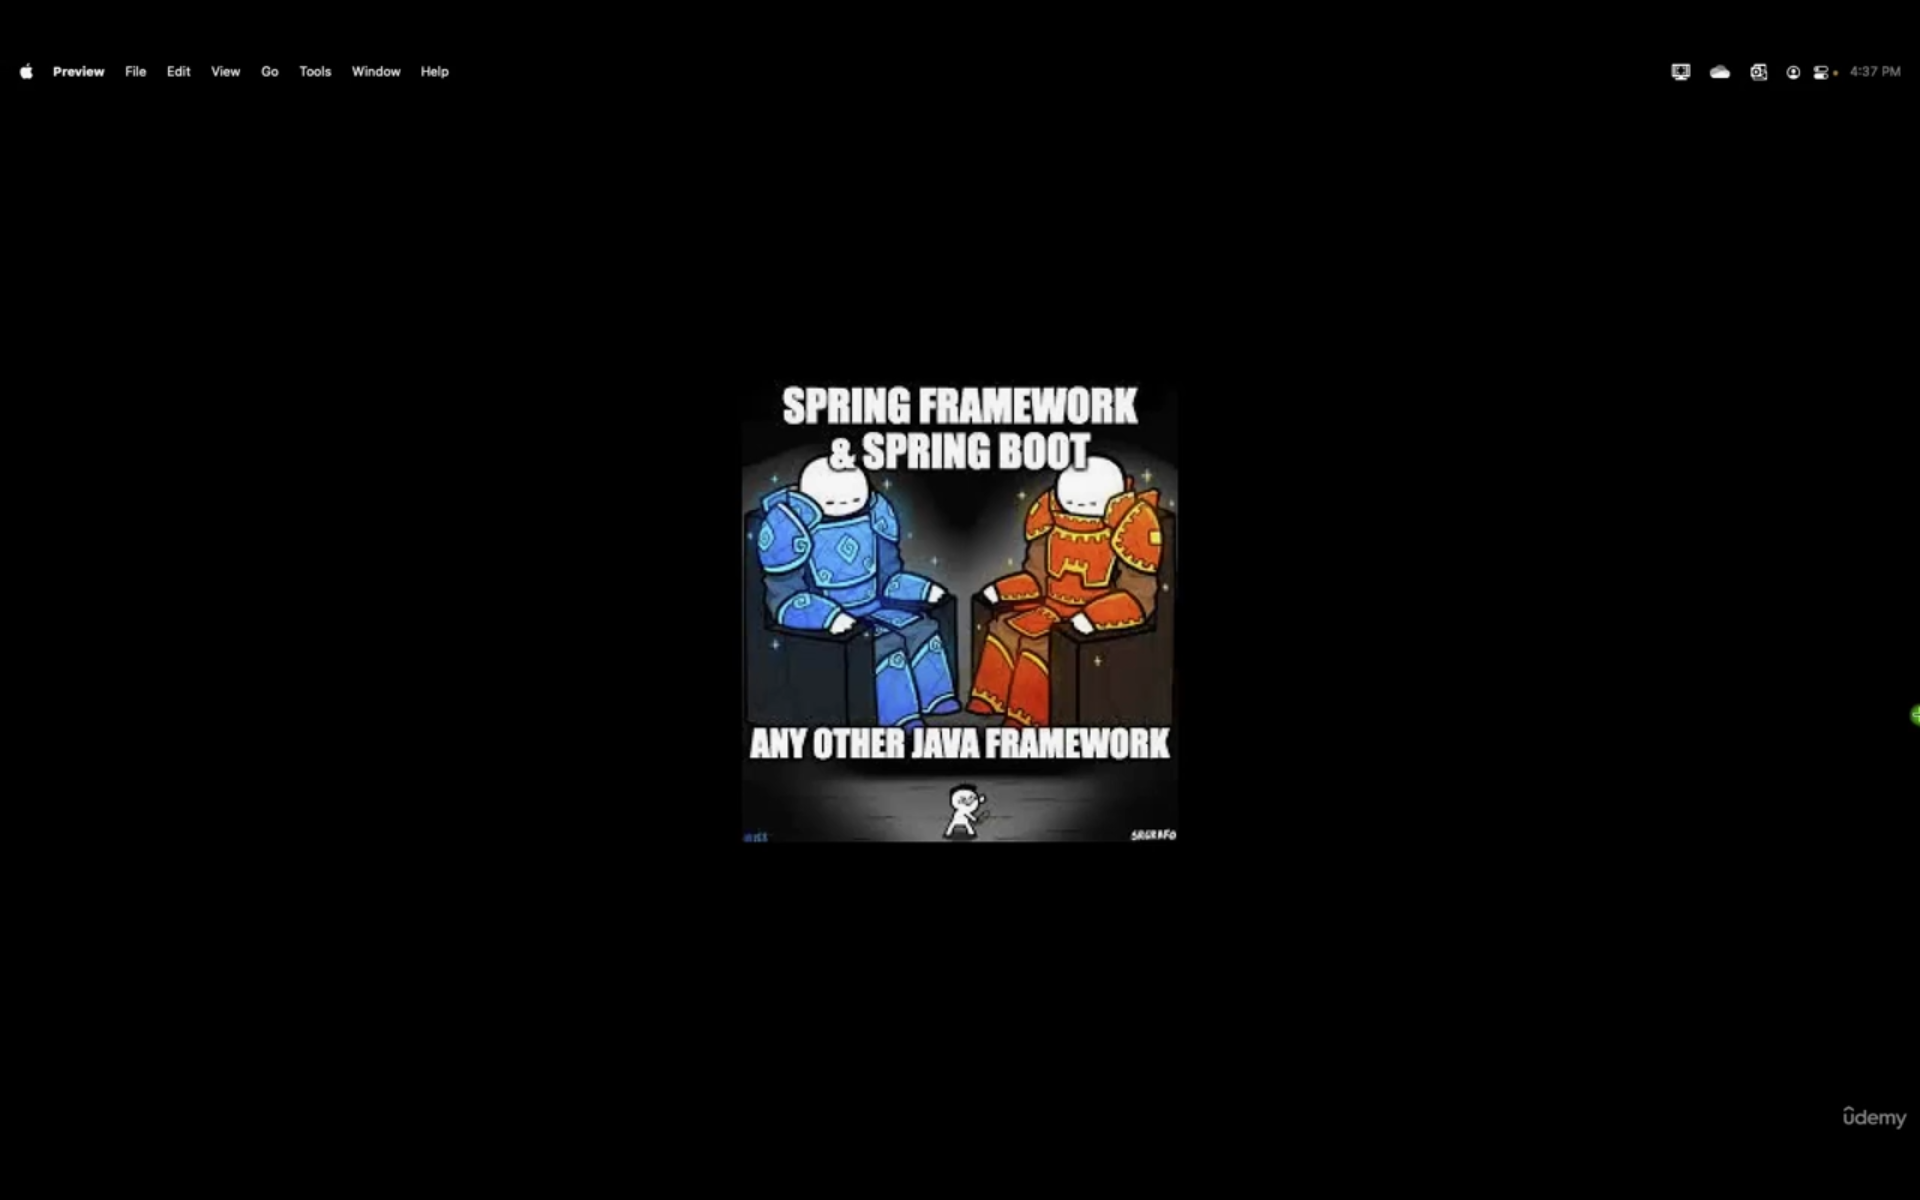 Preview File Edit View Go Tools Window Help 4:37 PM
SPRING FRAMEWORK
& SPRING BOOT
ANY OTHER JAVA FRAMEWORK
SRGRAFO
ûdemy